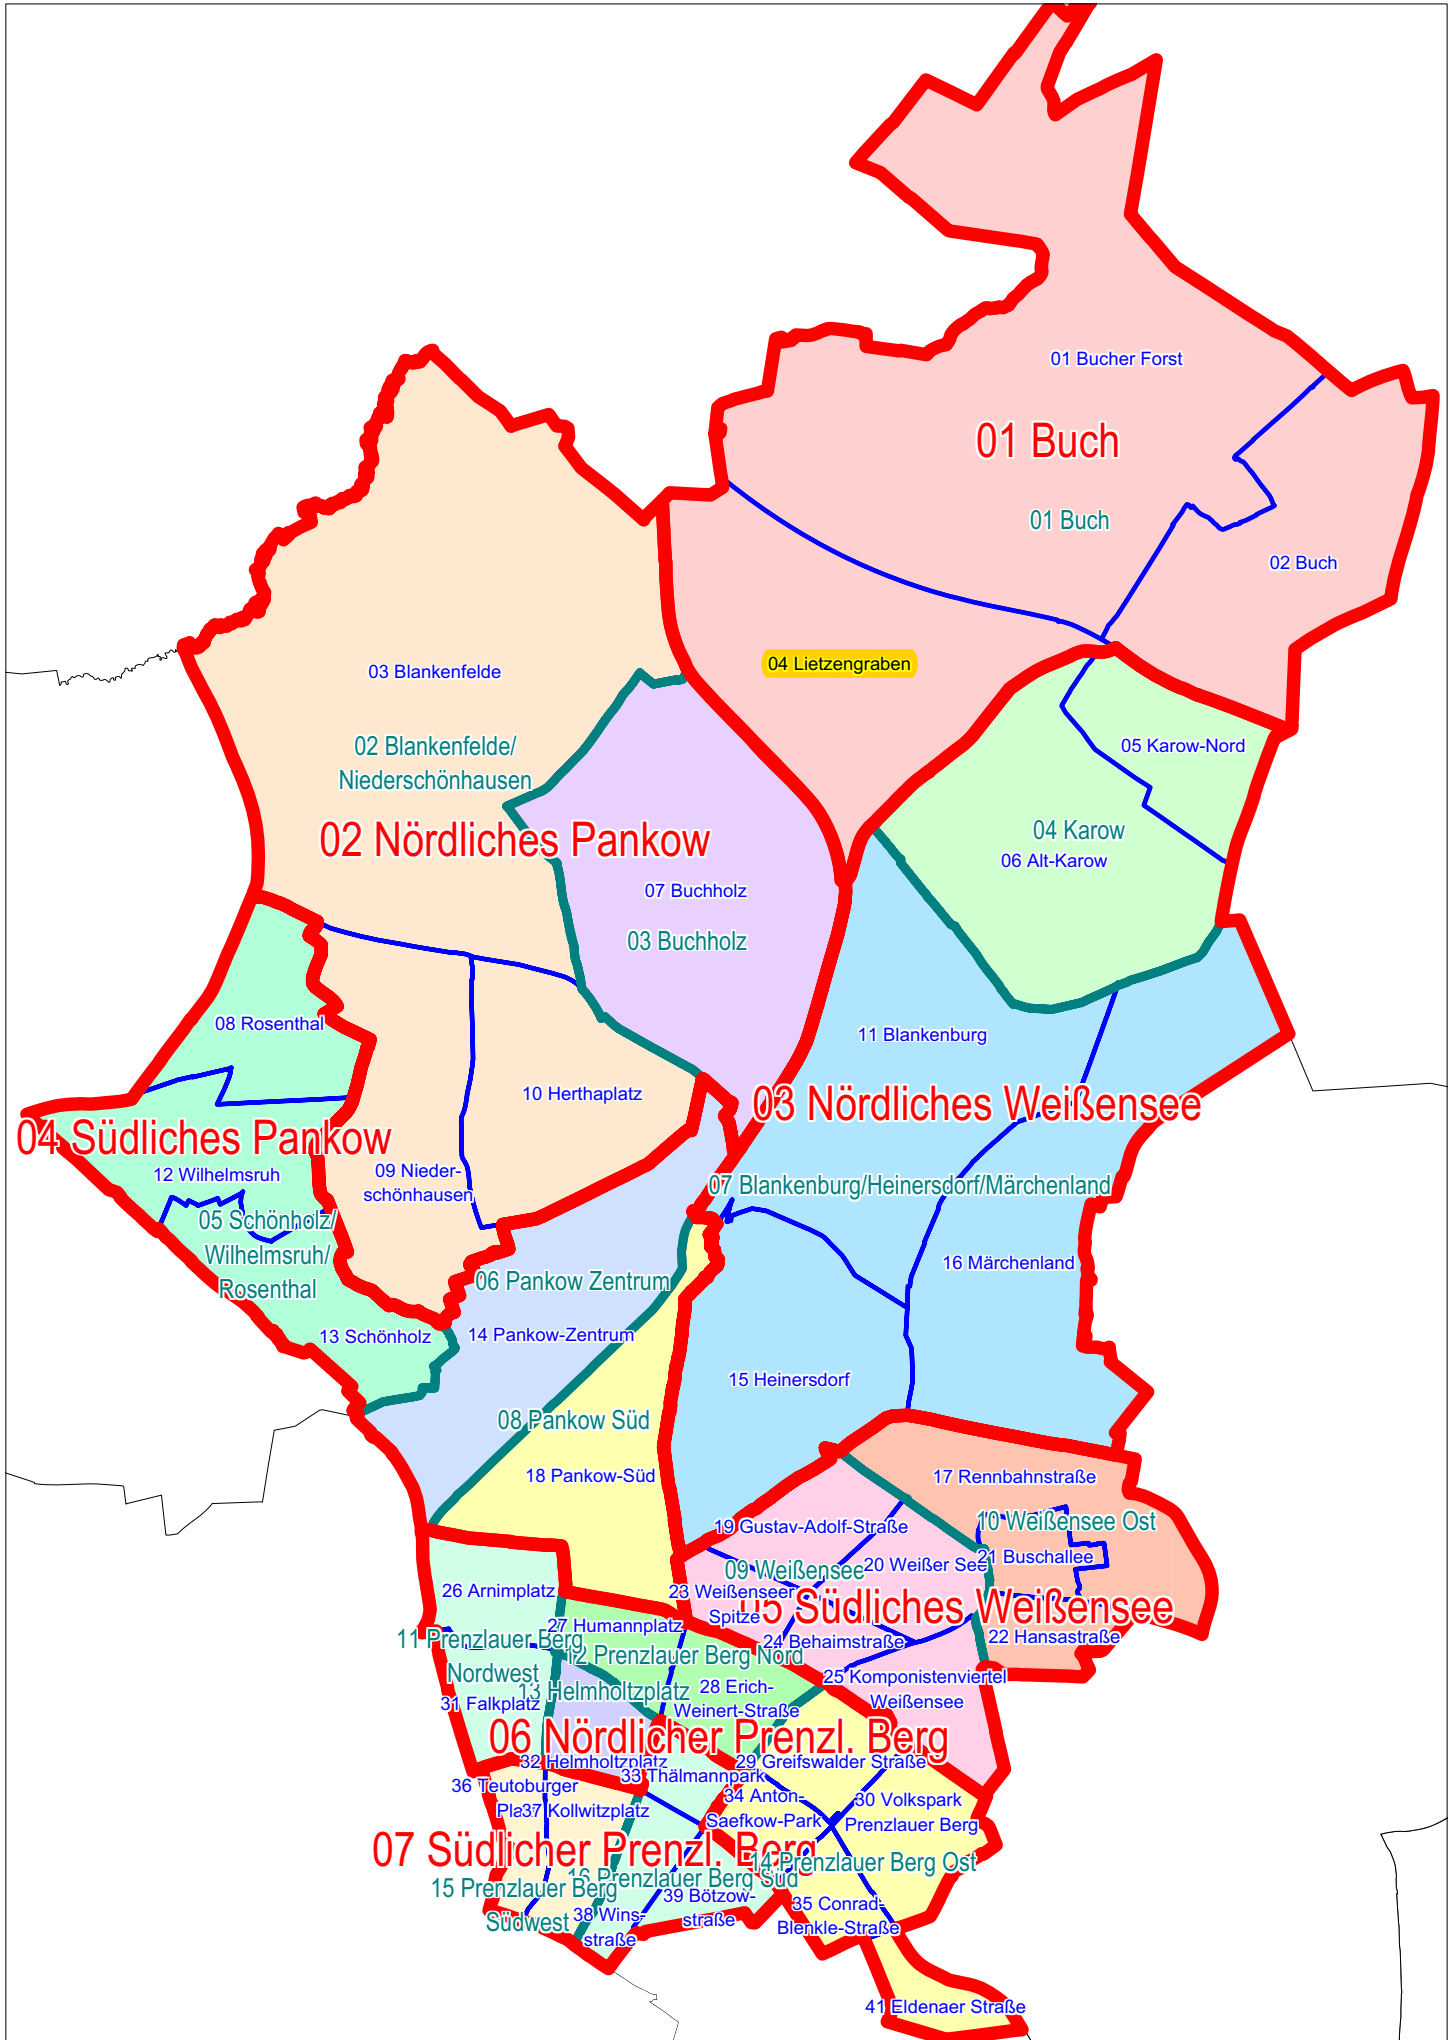 01 Bucher Forst
01 Buch
01 Buch
02 Buch
04 Lietzengraben
03 Blankenfelde
02 Blankenfelde/
Niederschönhausen
02 Nördliches Pankow
05 Karow-Nord
04 Karow
06 Alt-Karow
07 Buchholz
03 Buchholz
08 Rosenthal
11 Blankenburg
10 Herthaplatz
03 Nördliches Weißensee
04 Südliches Pankow
12 Wilhelmsruh
09 Nieder-
schönhausen
07 Blankenburg/Heinersdorf/Märchenland
05 Schönholz/
Wilhelmsruh/
Rosenthal
16 Märchenland
06 Pankow Zentrum
13 Schönholz
14 Pankow-Zentrum
15 Heinersdorf
08 Pankow Süd
18 Pankow-Süd
17 Rennbahnstraße
10 Weißensee Ost
19 Gustav-Adolf-Straße
20 Weißer See
21 Buschallee
09 Weißensee
26 Arnimplatz
23 Weißenseer
Spitze
05 Südliches Weißensee
27 Humannplatz
24 Behaimstraße
22 Hansastraße
11 Prenzlauer Berg
Nordwest
12 Prenzlauer Berg Nord
25 Komponistenviertel
Weißensee
13 Helmholtzplatz
28 Erich-
Weinert-Straße
31 Falkplatz
06 Nördlicher Prenzl. Berg
32 Helmholtzplatz
29 Greifswalder Straße
33 Thälmannpark
36 Teutoburger
Platz
37 Kollwitzplatz
34 Anton-
Saefkow-Park
30 Volkspark
Prenzlauer Berg
07 Südlicher Prenzl. Berg
14 Prenzlauer Berg Ost
16 Prenzlauer Berg Süd
15 Prenzlauer Berg
Südwest
39 Bötzow-
straße
38 Wins-
straße
35 Conrad-
Blenkle-Straße
41 Eldenaer Straße